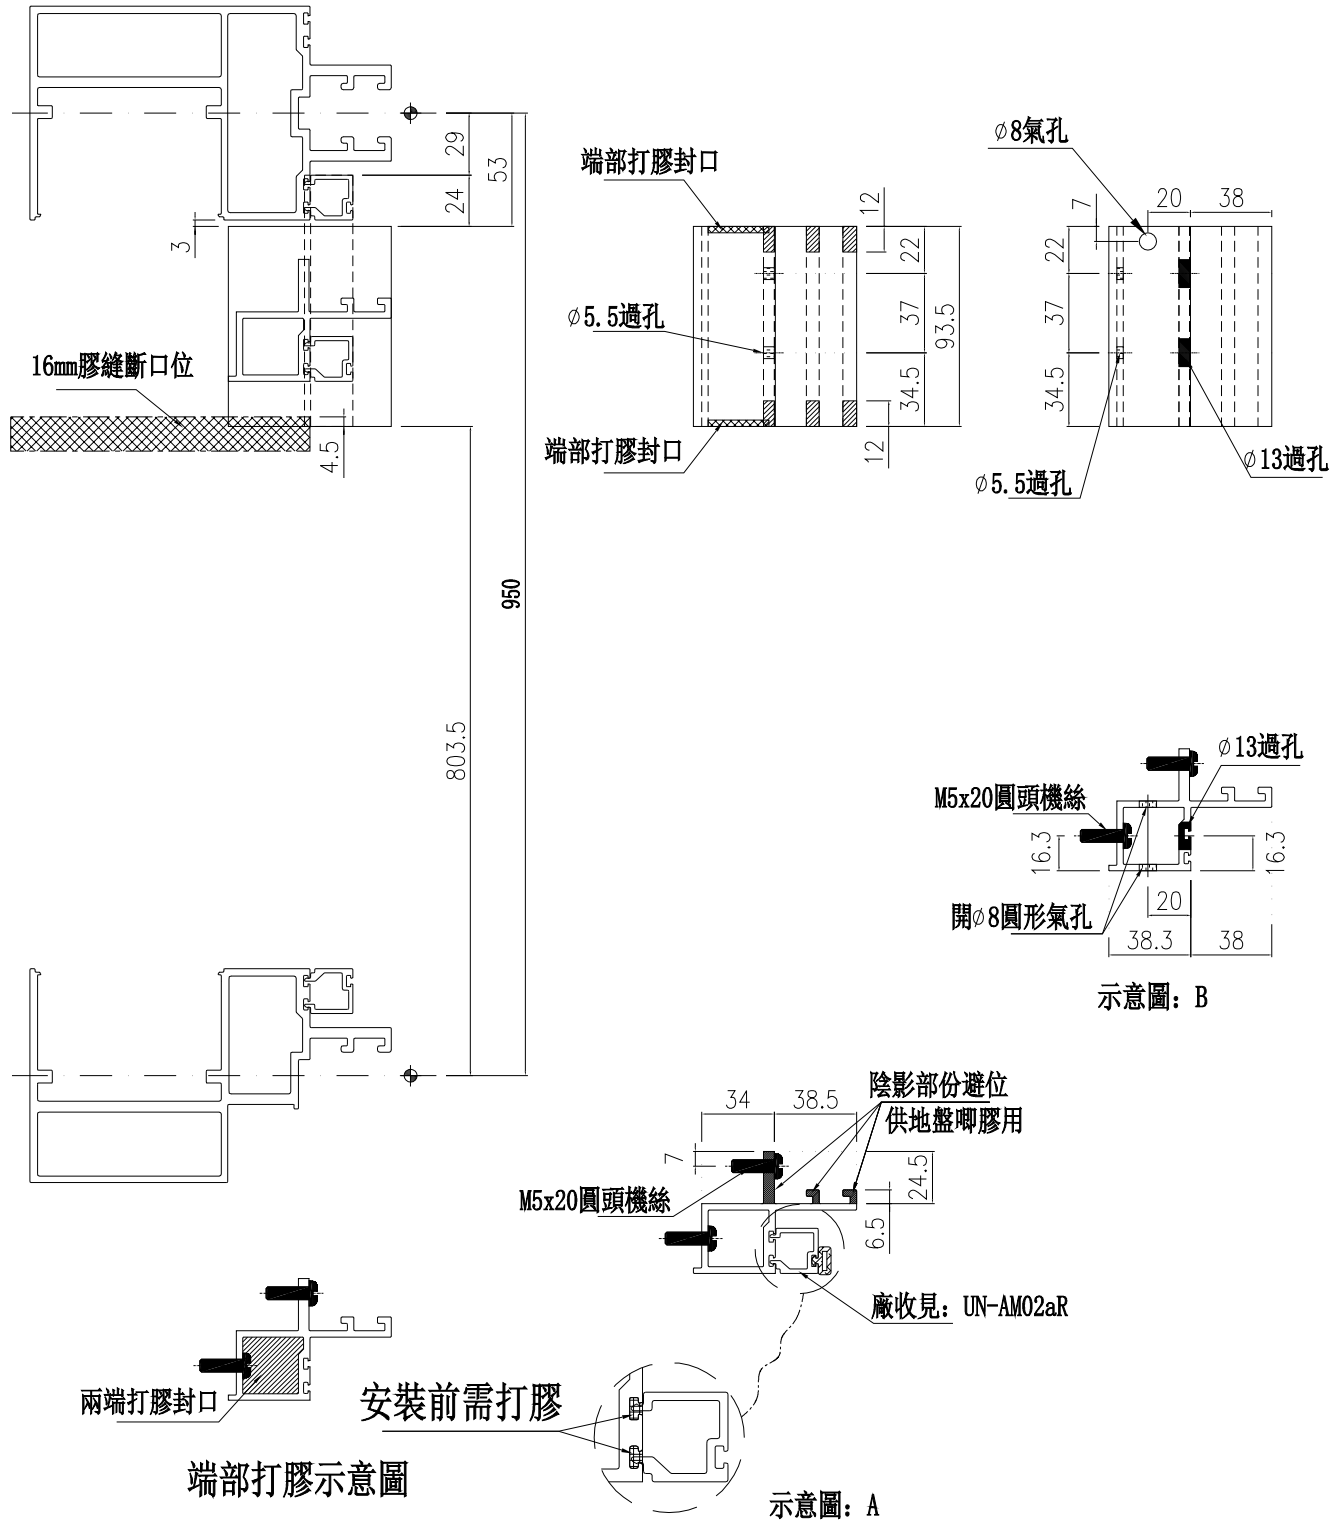 29
53
24
3
16mm膠縫斷口位
4.5
950
803.5
端部打膠封口
12
22
37
93.5
34.5
12
⌀5.5過孔
端部打膠封口
⌀8氣孔
7
20
38
22
37
34.5
⌀5.5過孔
⌀13過孔
⌀13過孔
M5x20圓頭機絲
16.3
16.3
20
開⌀8圓形氣孔
38.3
38
示意圖：B
陰影部份避位
供地盤唧膠用
34
38.5
7
24.5
M5x20圓頭機絲
6.5
廠收見：UN-AM02aR
兩端打膠封口
安裝前需打膠
端部打膠示意圖
示意圖：A